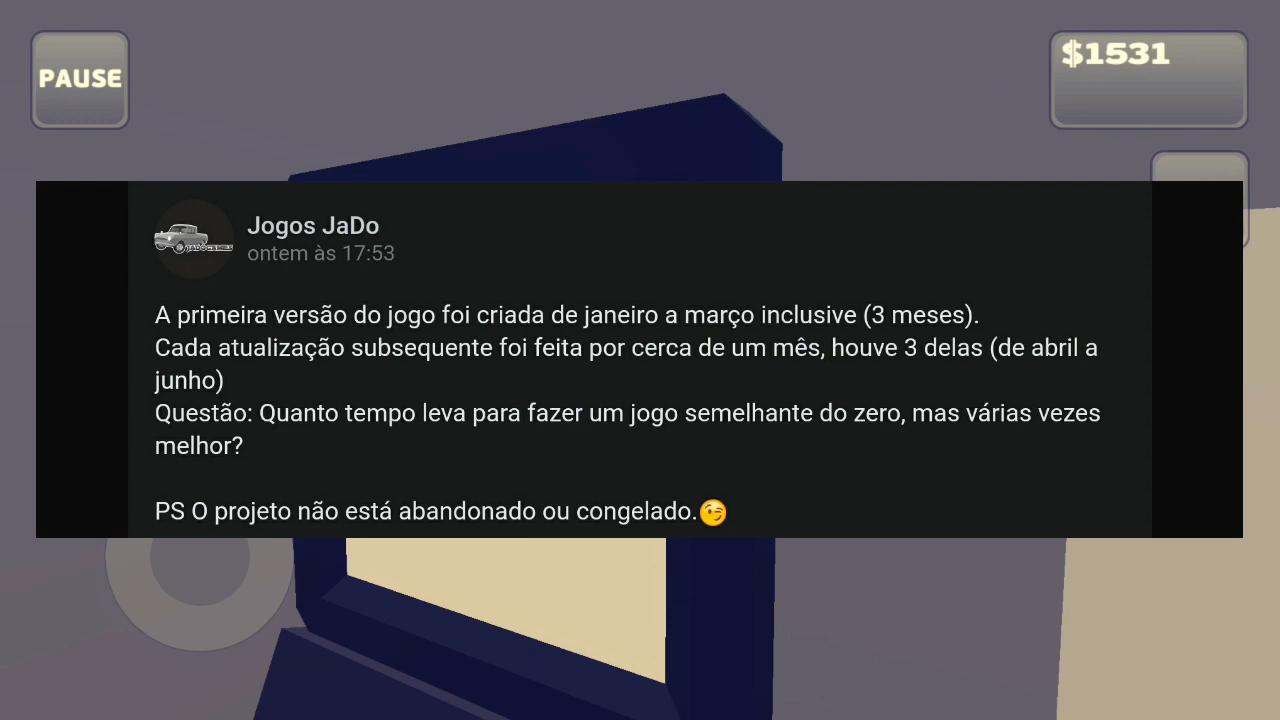 PAUSE
$1531
JADOGAMES
Jogos JaDo
ontem às 17:53
A primeira versão do jogo foi criada de janeiro a março inclusive (3 meses).
Cada atualização subsequente foi feita por cerca de um mês, houve 3 delas (de abril a
junho)
Questão: Quanto tempo leva para fazer um jogo semelhante do zero, mas várias vezes
melhor?
PS O projeto não está abandonado ou congelado.😉